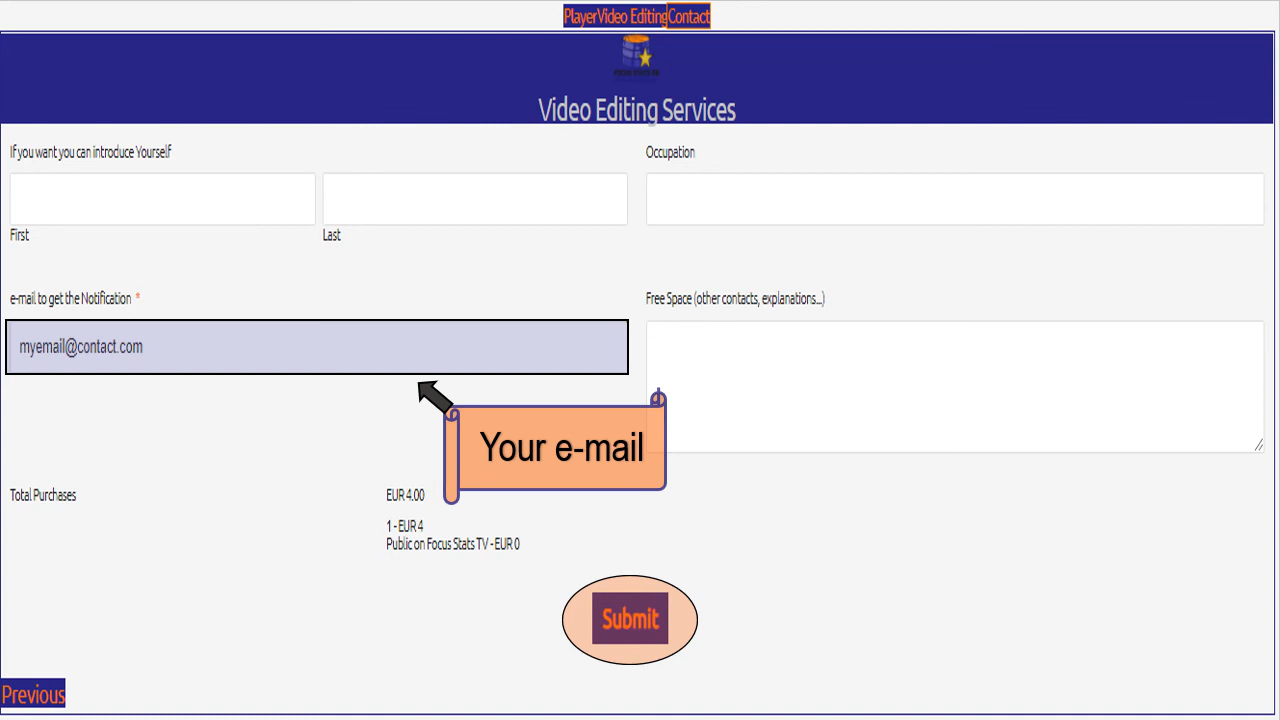 PlayerVideo EditingContact
Video Editing Services
If you want you can introduce Yourself
Occupation
First
Last
e-mail to get the Notification *
Free Space (other contacts, explanations...)
myemail@contact.com
Your e-mail
Total Purchases
EUR 4.00
1 - EUR 4
Public on Focus Stats TV - EUR 0
Submit
Previous